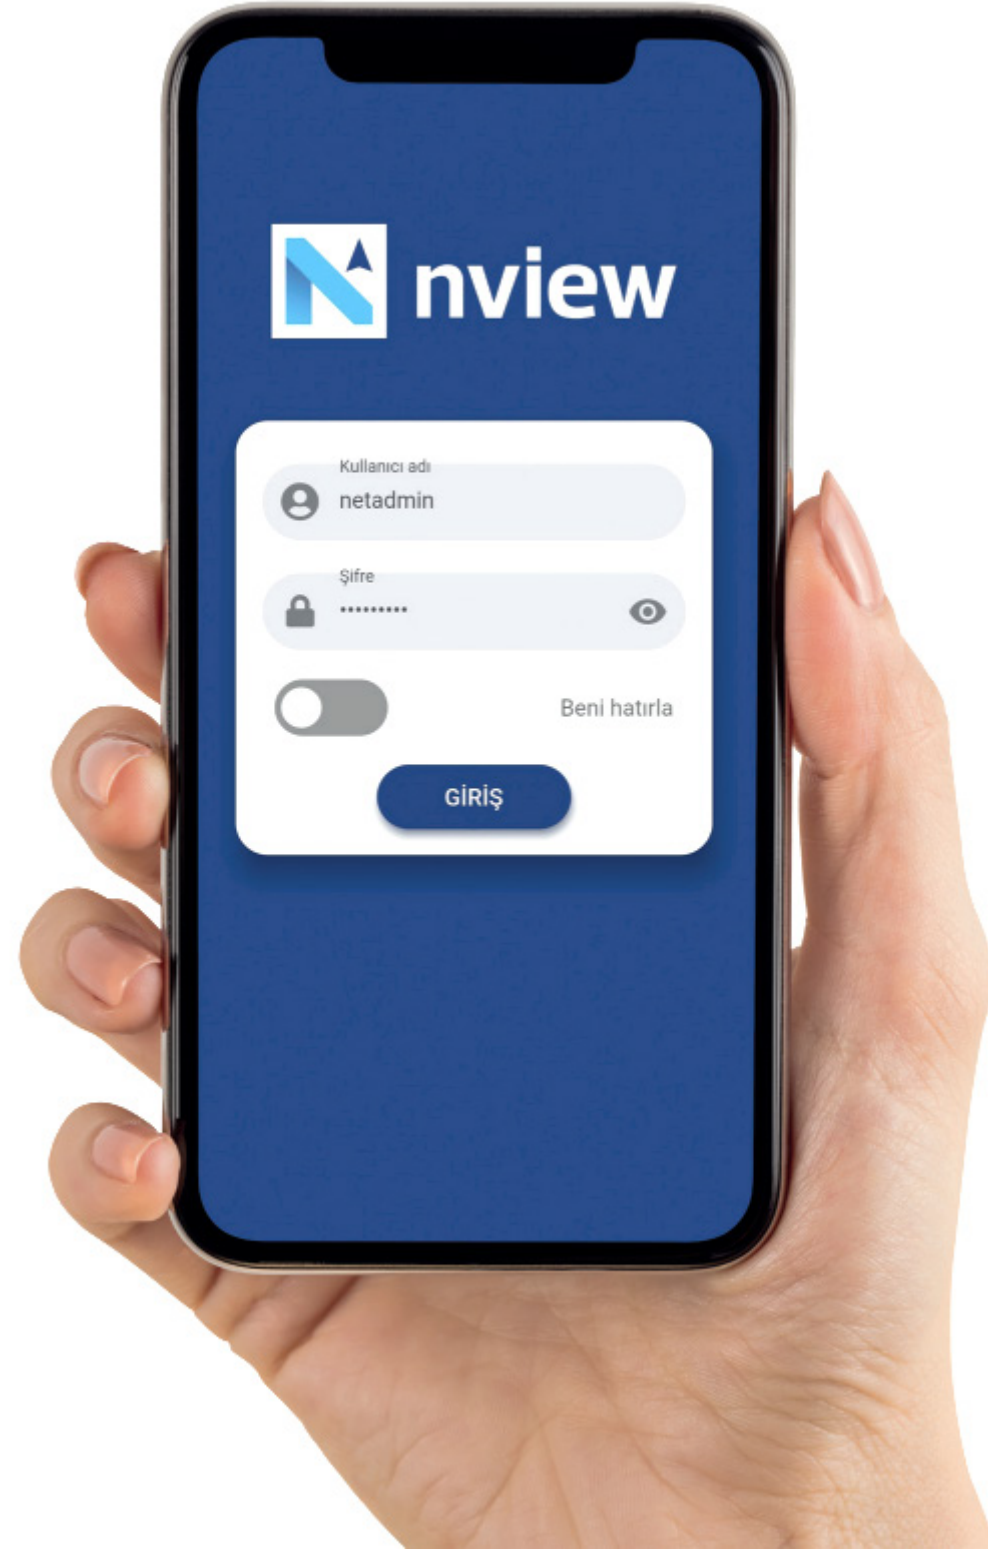 nview
Kullanıcı adı
netadmin
Şifre
•••••••••
Beni hatırla
GİRİŞ